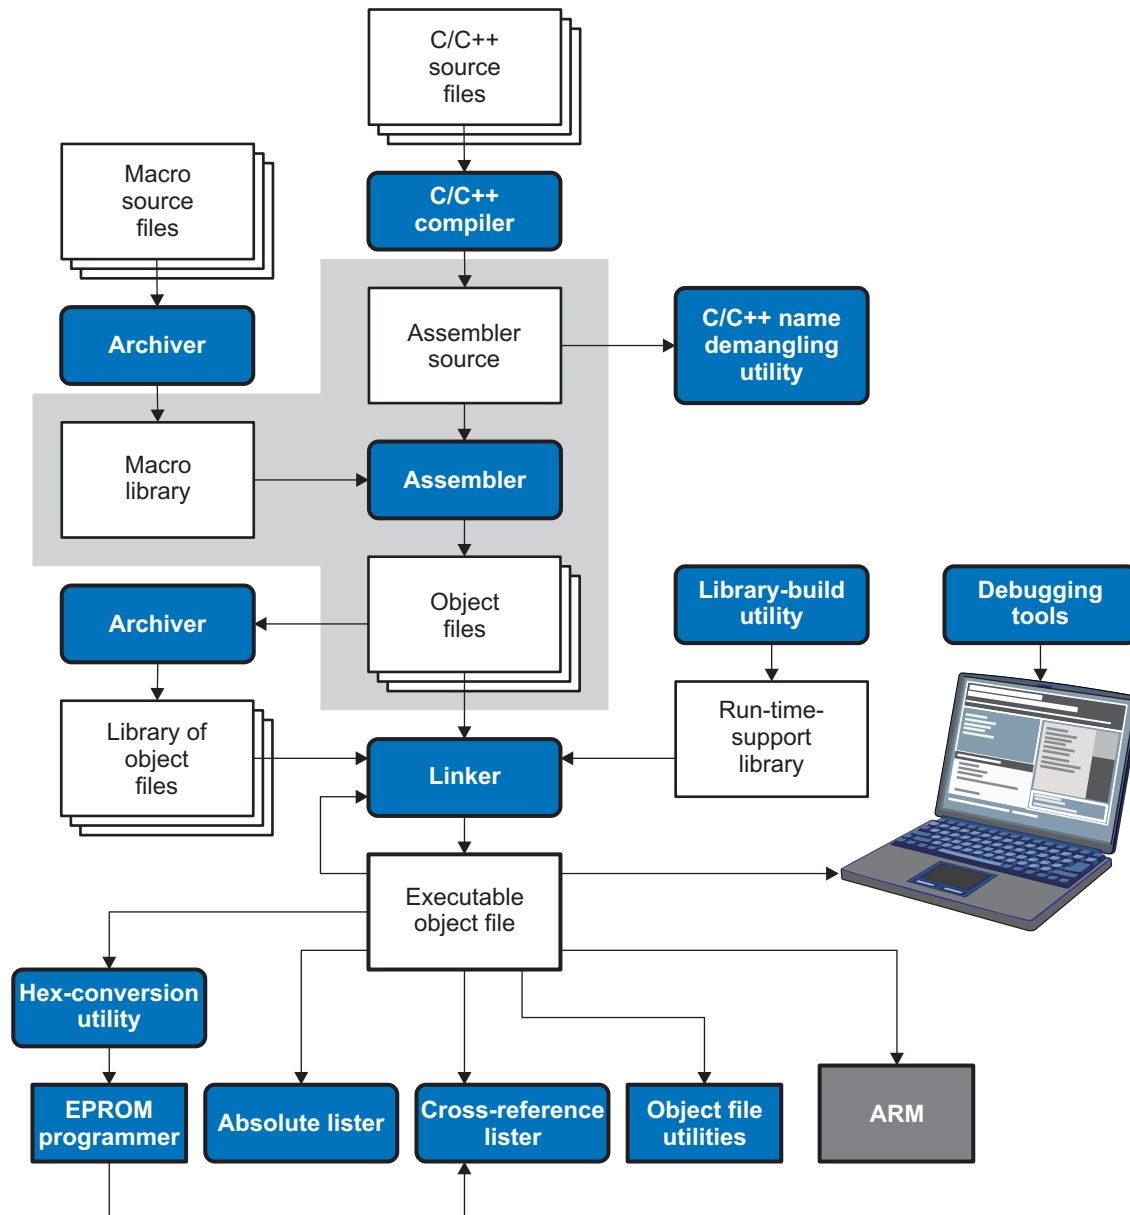 C/C++
source
files
Macro
source
files
C/C++
compiler
Archiver
Assembler
source
C/C++ name
demangling
utility
Macro
library
Assembler
Archiver
Object
files
Library-build
utility
Debugging
tools
Library of
object
files
Linker
Run-time-
support
library
Executable
object file
Hex-conversion
utility
EPROM
programmer
Absolute lister
Cross-reference
lister
Object file
utilities
ARM